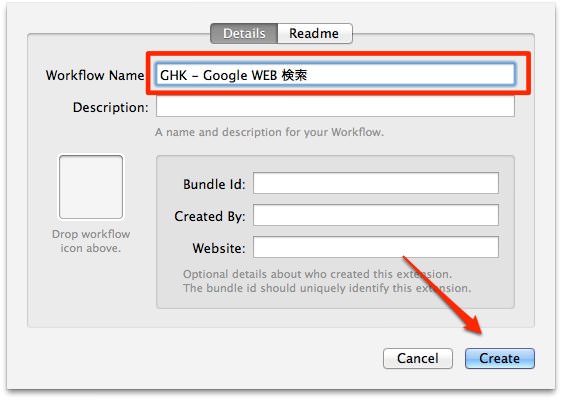 Details Readme
Workflow Name GHK - Google WEB 検索
Description:
A name and description for your Workflow.
Drop workflow
icon above.
Bundle Id:
Created By:
Website:
Optional details about who created this extension.
The bundle id should uniquely identify this extension.
Cancel Create